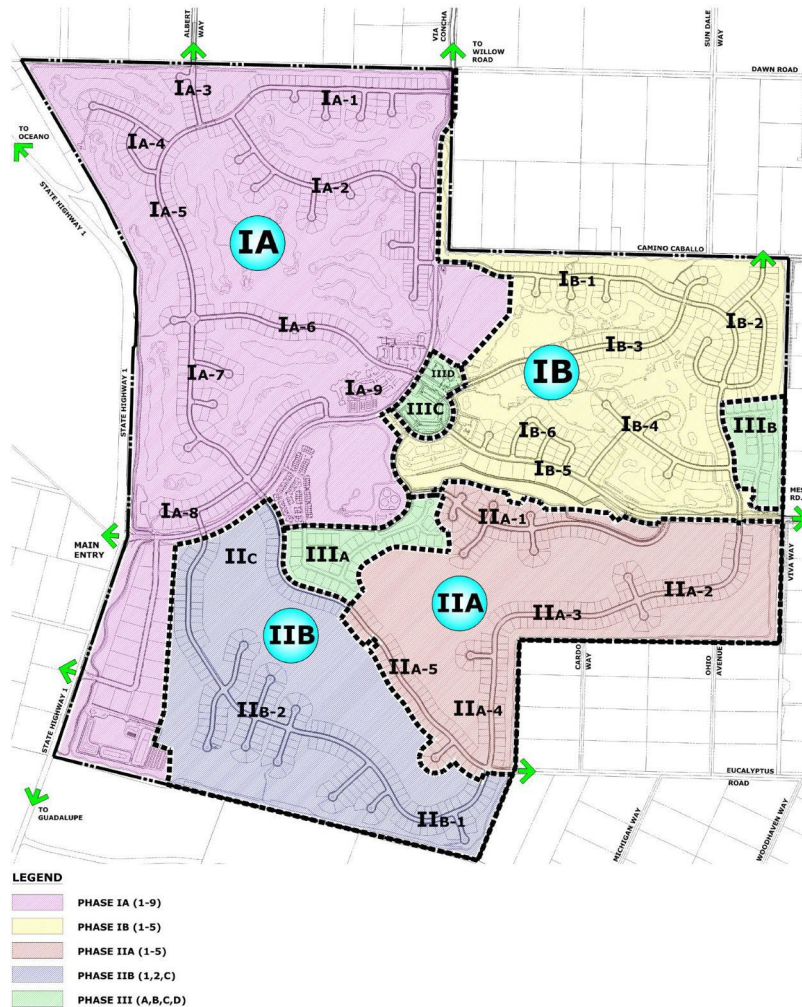 ALBERT
WAY
VIA
CONCHA
TO
WILLOW
ROAD
SUN DALE
WAY
DAWN ROAD
IA-3
IA-1
TO
OCEANO
IA-4
IA-2
STATE HIGHWAY 1
IA-5
IA
CAMINO CABALLO
IB-1
IB-2
IA-6
IB-3
IA-7
IIID
IB
IA-9
IIIC
IIIB
STATE HIGHWAY 1
IB-6
IB-4
IB-5
MES
RD.
IA-8
IIA-1
MAIN
ENTRY
IIC
IIIA
VIVA WAY
IIA
IIA-2
IIA-3
IIB
CARDO
WAY
OHIO
AVENUE
IIA-5
IIA-4
STATE HIGHWAY 1
IIB-2
EUCALYPTUS
ROAD
TO
GUADALUPE
IIB-1
MICHIGAN WAY
WOODHAVEN WAY
LEGEND
PHASE IA (1-9)
PHASE IB (1-5)
PHASE IIA (1-5)
PHASE IIB (1,2,C)
PHASE III (A,B,C,D)